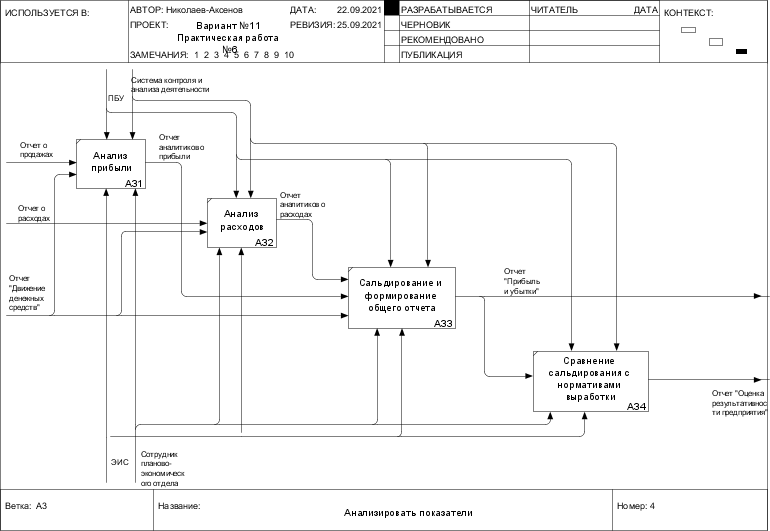 ИСПОЛЬЗУЕТСЯ В:
АВТОР: Николаев-Аксенов
ДАТА: 22.09.2021
РАЗРАБАТЫВАЕТСЯ
ЧИТАТЕЛЬ
ДАТА
КОНТЕКСТ:
ПРОЕКТ: Вариант №11
Практическая работа
№6
РЕВИЗИЯ: 25.09.2021
ЧЕРНОВИК
РЕКОМЕНДОВАНО
ЗАМЕЧАНИЯ: 1 2 3 4 5 6 7 8 9 10
ПУБЛИКАЦИЯ
ПБУ
Система контроля и
анализа деятельности
Отчет о
продажах
Анализ
прибыли
A31
Отчет
аналитиков о
прибыли
Отчет о
расходах
Анализ
расходов
A32
Отчет
аналитиков о
расходах
Отчет
"Движение
денежных
средств"
Сальдирование и
формирование
общего отчета
A33
Отчет
"Прибыль
и убытки"
Сравнение
сальдирования с
нормативами
выработки
A34
Отчет "Оценка
результативнос
ти предприятия"
ЭИС
Сотрудник
планово-
экономическ
ого отдела
Ветка: А3
Название:
Анализировать показатели
Номер: 4